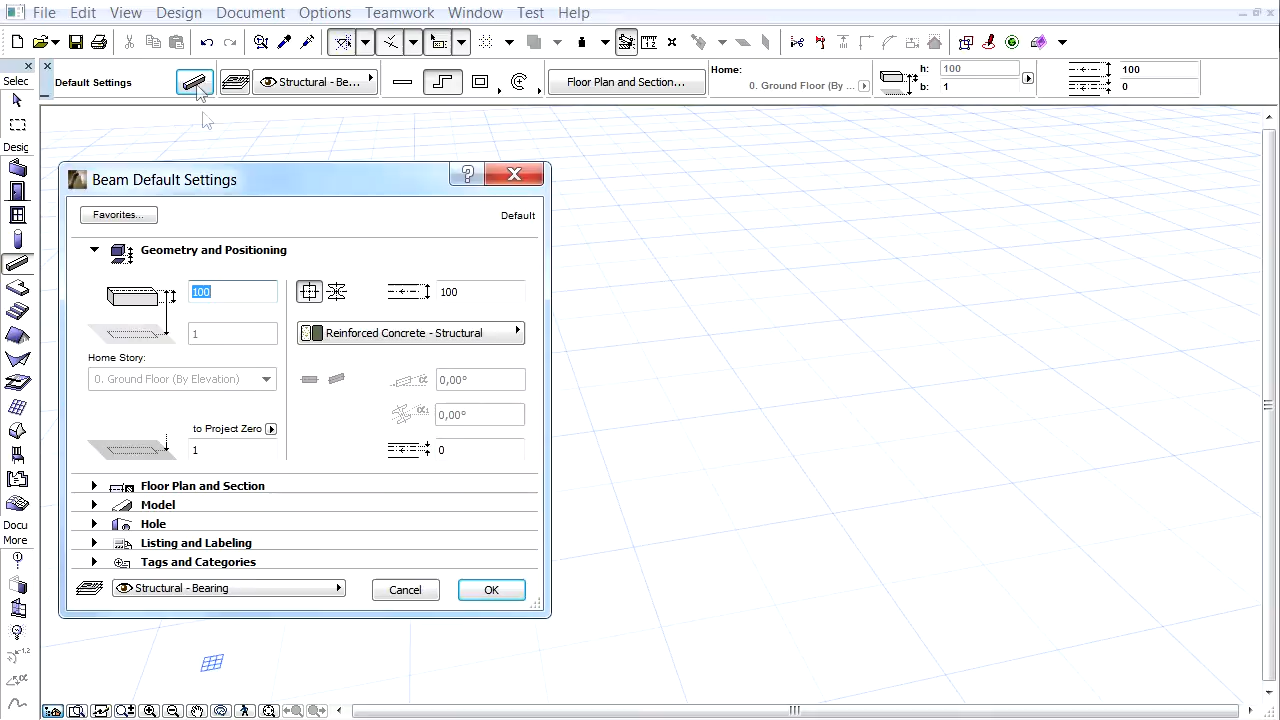 File Edit View Design Document Options Teamwork Window Test Help
Selec
Default Settings
Structural - Be...
Floor Plan and Section...
Home:
0. Ground Floor (By ...
h: 100
b: 1
100
0
Desig
Beam Default Settings
Favorites...
Default
Geometry and Positioning
100
100
1
Reinforced Concrete - Structural
Home Story:
0. Ground Floor (By Elevation)
α
0,00°
α1
0,00°
to Project Zero
1
0
Floor Plan and Section
Model
Hole
Listing and Labeling
Tags and Categories
Structural - Bearing
Cancel
OK
Docu
More